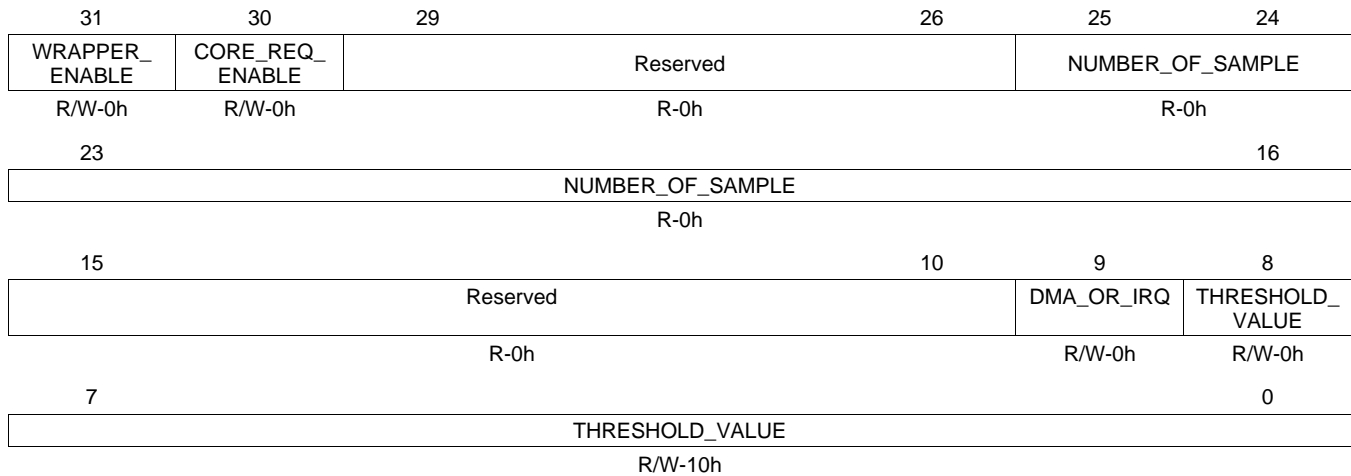 31 30 29 26 25 24
WRAPPER_ CORE_REQ_ Reserved NUMBER_OF_SAMPLE
ENABLE ENABLE
R/W-0h R/W-0h R-0h R-0h
23 16
NUMBER_OF_SAMPLE
R-0h
15 10 9 8
Reserved DMA_OR_IRQ THRESHOLD_
VALUE
R-0h R/W-0h R/W-0h
7 0
THRESHOLD_VALUE
R/W-10h